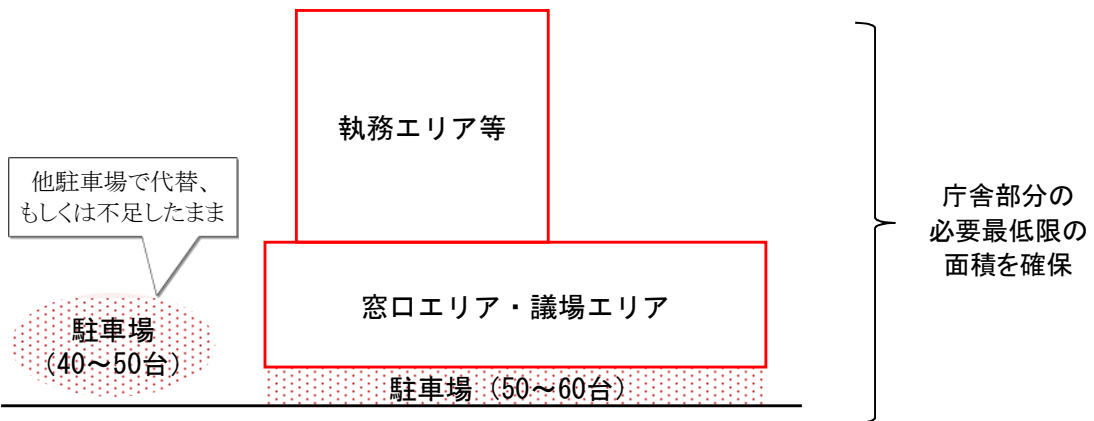 執務エリア等
他駐車場で代替、
もしくは不足したまま
庁舎部分の
必要最低限の
面積を確保
窓口エリア・議場エリア
駐車場
（40～50台）
駐車場（50～60台）